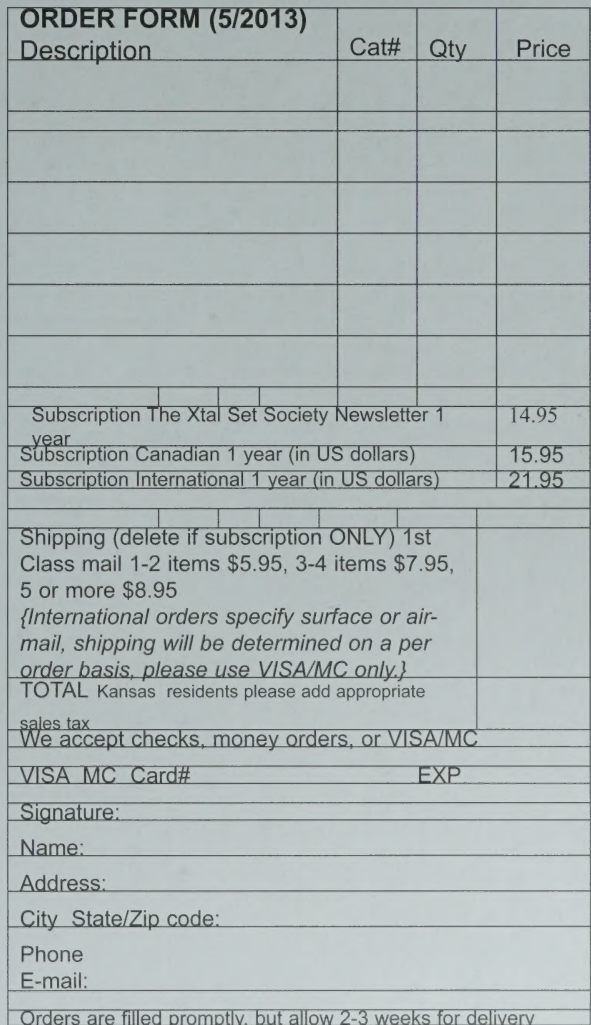 ORDER FORM (5/2013)
Description Cat# Qty Price
Subscription The Xtal Set Society Newsletter 1 14.95
year
Subscription Canadian 1 year (in US dollars) 15.95
Subscription International 1 year (in US dollars) 21.95
Shipping (delete if subscription ONLY) 1st
Class mail 1-2 items $5.95, 3-4 items $7.95,
5 or more $8.95
{International orders specify surface or air-
mail, shipping will be determined on a per
order basis, please use VISA/MC only.}
TOTAL Kansas residents please add appropriate
sales tax
We accept checks, money orders, or VISA/MC
VISA MC Card# EXP
Signature:
Name:
Address:
City State/Zip code:
Phone
E-mail:
Orders are filled promptly, but allow 2-3 weeks for delivery